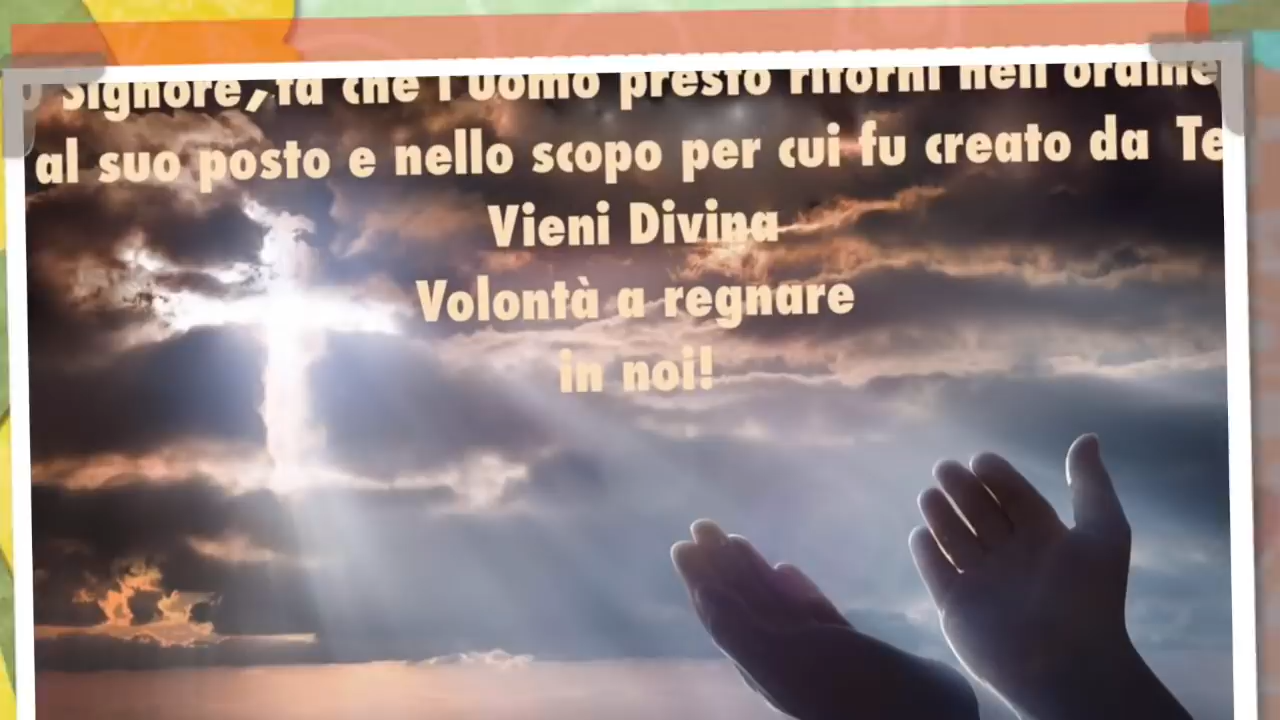 O Signore, fa che l'uomo presto ritorni nell'ordine
al suo posto e nello scopo per cui fu creato da Te
Vieni Divina
Volontà a regnare
in noi!